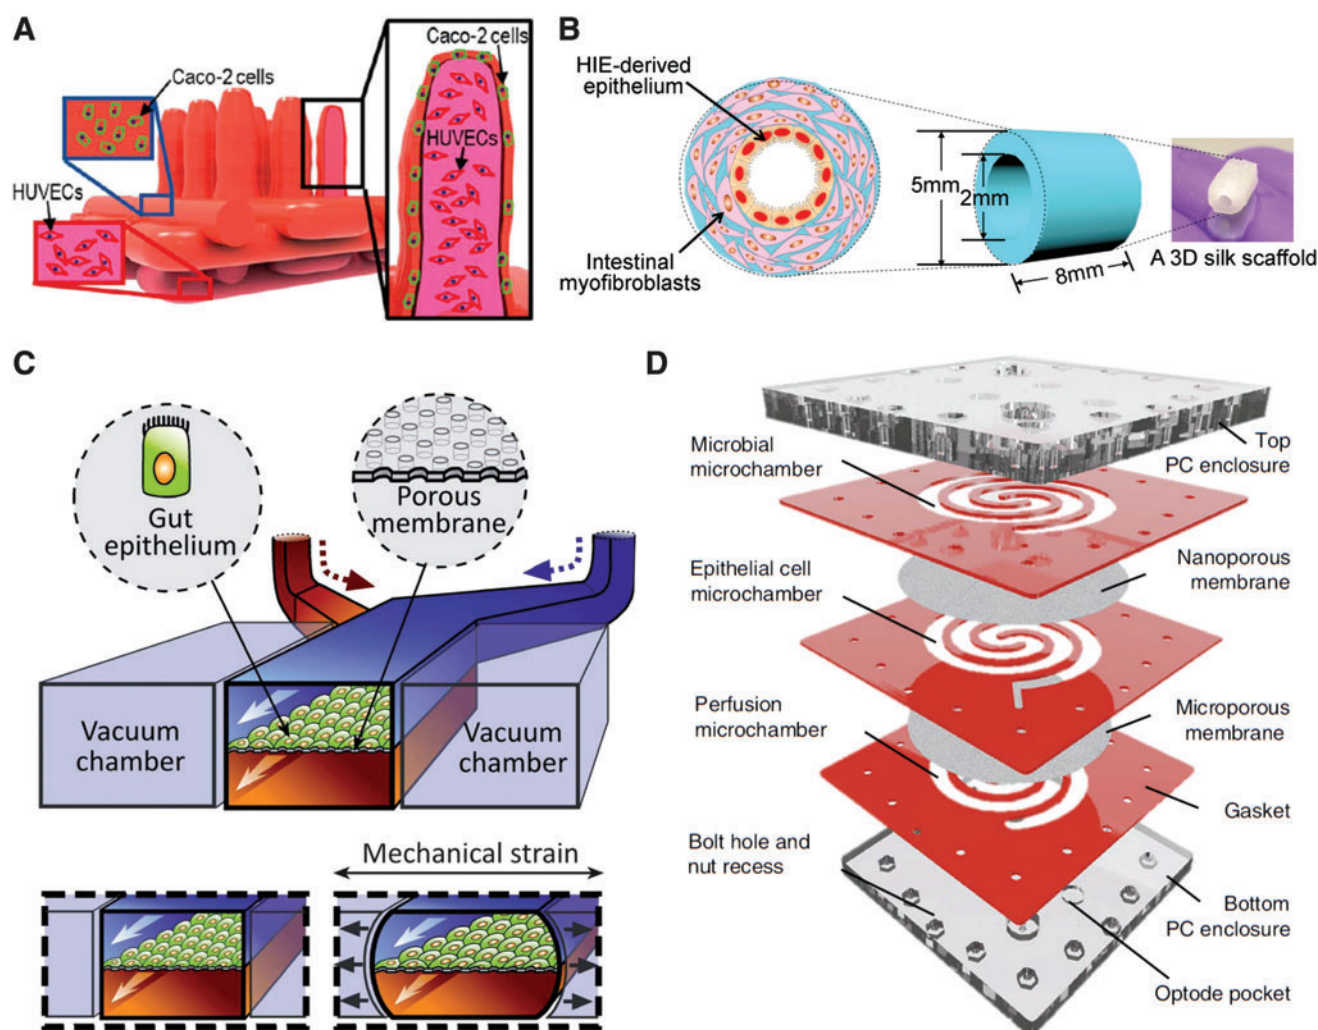 A
Caco-2 cells
HUVECs
Caco-2 cells
HUVECs
B
HIE-derived
epithelium
Intestinal
myofibroblasts
5mm
2mm
8mm
A 3D silk scaffold
C
Gut
epithelium
Porous
membrane
Vacuum
chamber
Vacuum
chamber
Mechanical strain
D
Top
PC enclosure
Microbial
microchamber
Nanoporous
membrane
Epithelial cell
microchamber
Perfusion
microchamber
Microporous
membrane
Gasket
Bolt hole and
nut recess
Bottom
PC enclosure
Optode pocket